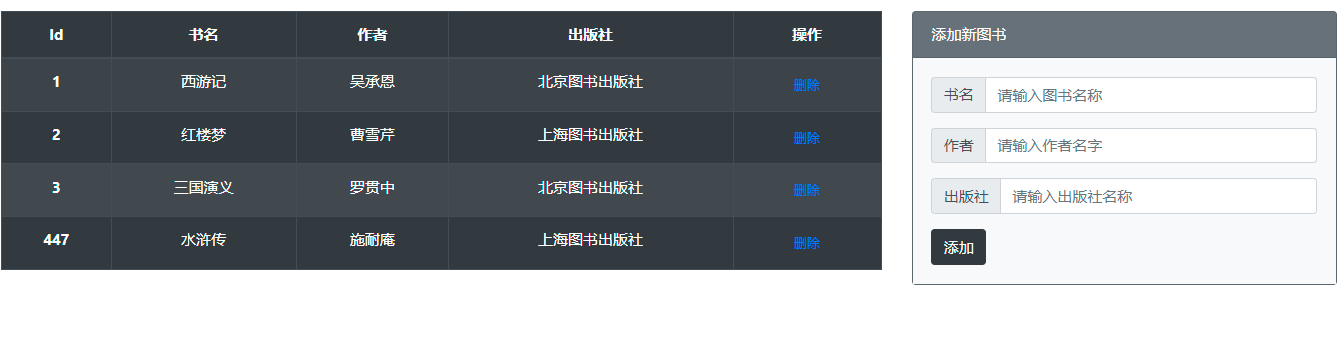 Id 书名 作者 出版社 操作
1 西游记 吴承恩 北京图书出版社 删除
2 红楼梦 曹雪芹 上海图书出版社 删除
3 三国演义 罗贯中 北京图书出版社 删除
447 水浒传 施耐庵 上海图书出版社 删除
添加新图书
书名 请输入图书名称
作者 请输入作者名字
出版社 请输入出版社名称
添加